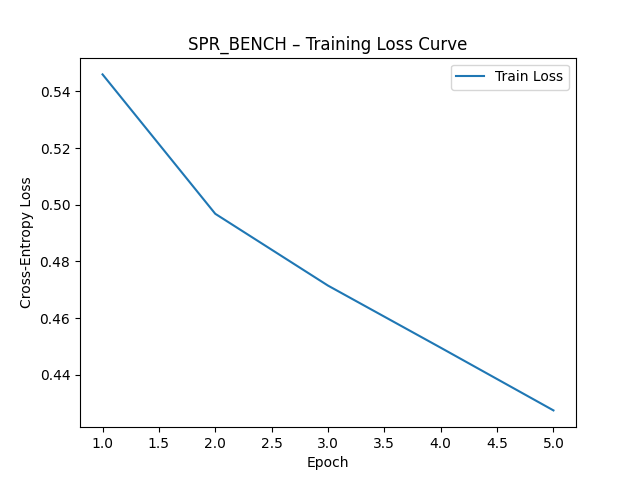 SPR_BENCH – Training Loss Curve
Train Loss
Cross-Entropy Loss
0.54
0.52
0.50
0.48
0.46
0.44
1.0 1.5 2.0 2.5 3.0 3.5 4.0 4.5 5.0
Epoch